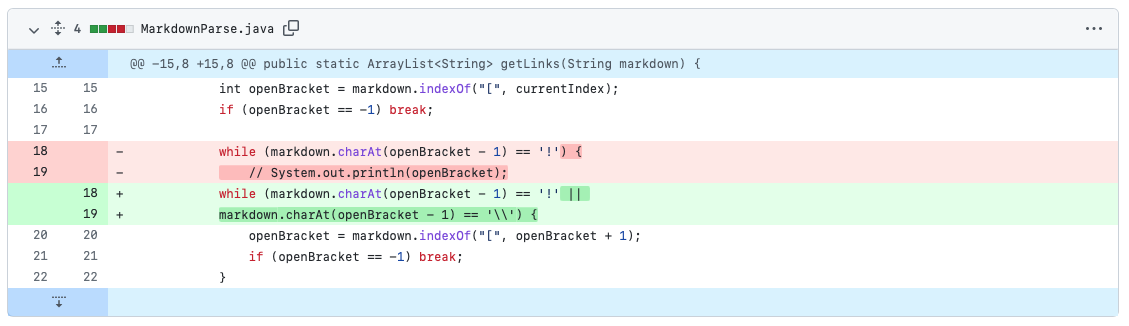 4 MarkdownParse.java
@@ -15,8 +15,8 @@ public static ArrayList<String> getLinks(String markdown) {
15 15 int openBracket = markdown.indexOf("[", currentIndex);
16 16 if (openBracket == -1) break;
17 17
18 - while (markdown.charAt(openBracket - 1) == '!') {
19 - // System.out.println(openBracket);
18 + while (markdown.charAt(openBracket - 1) == '!' ||
19 + markdown.charAt(openBracket - 1) == '\\') {
20 20 openBracket = markdown.indexOf("[", openBracket + 1);
21 21 if (openBracket == -1) break;
22 22 }